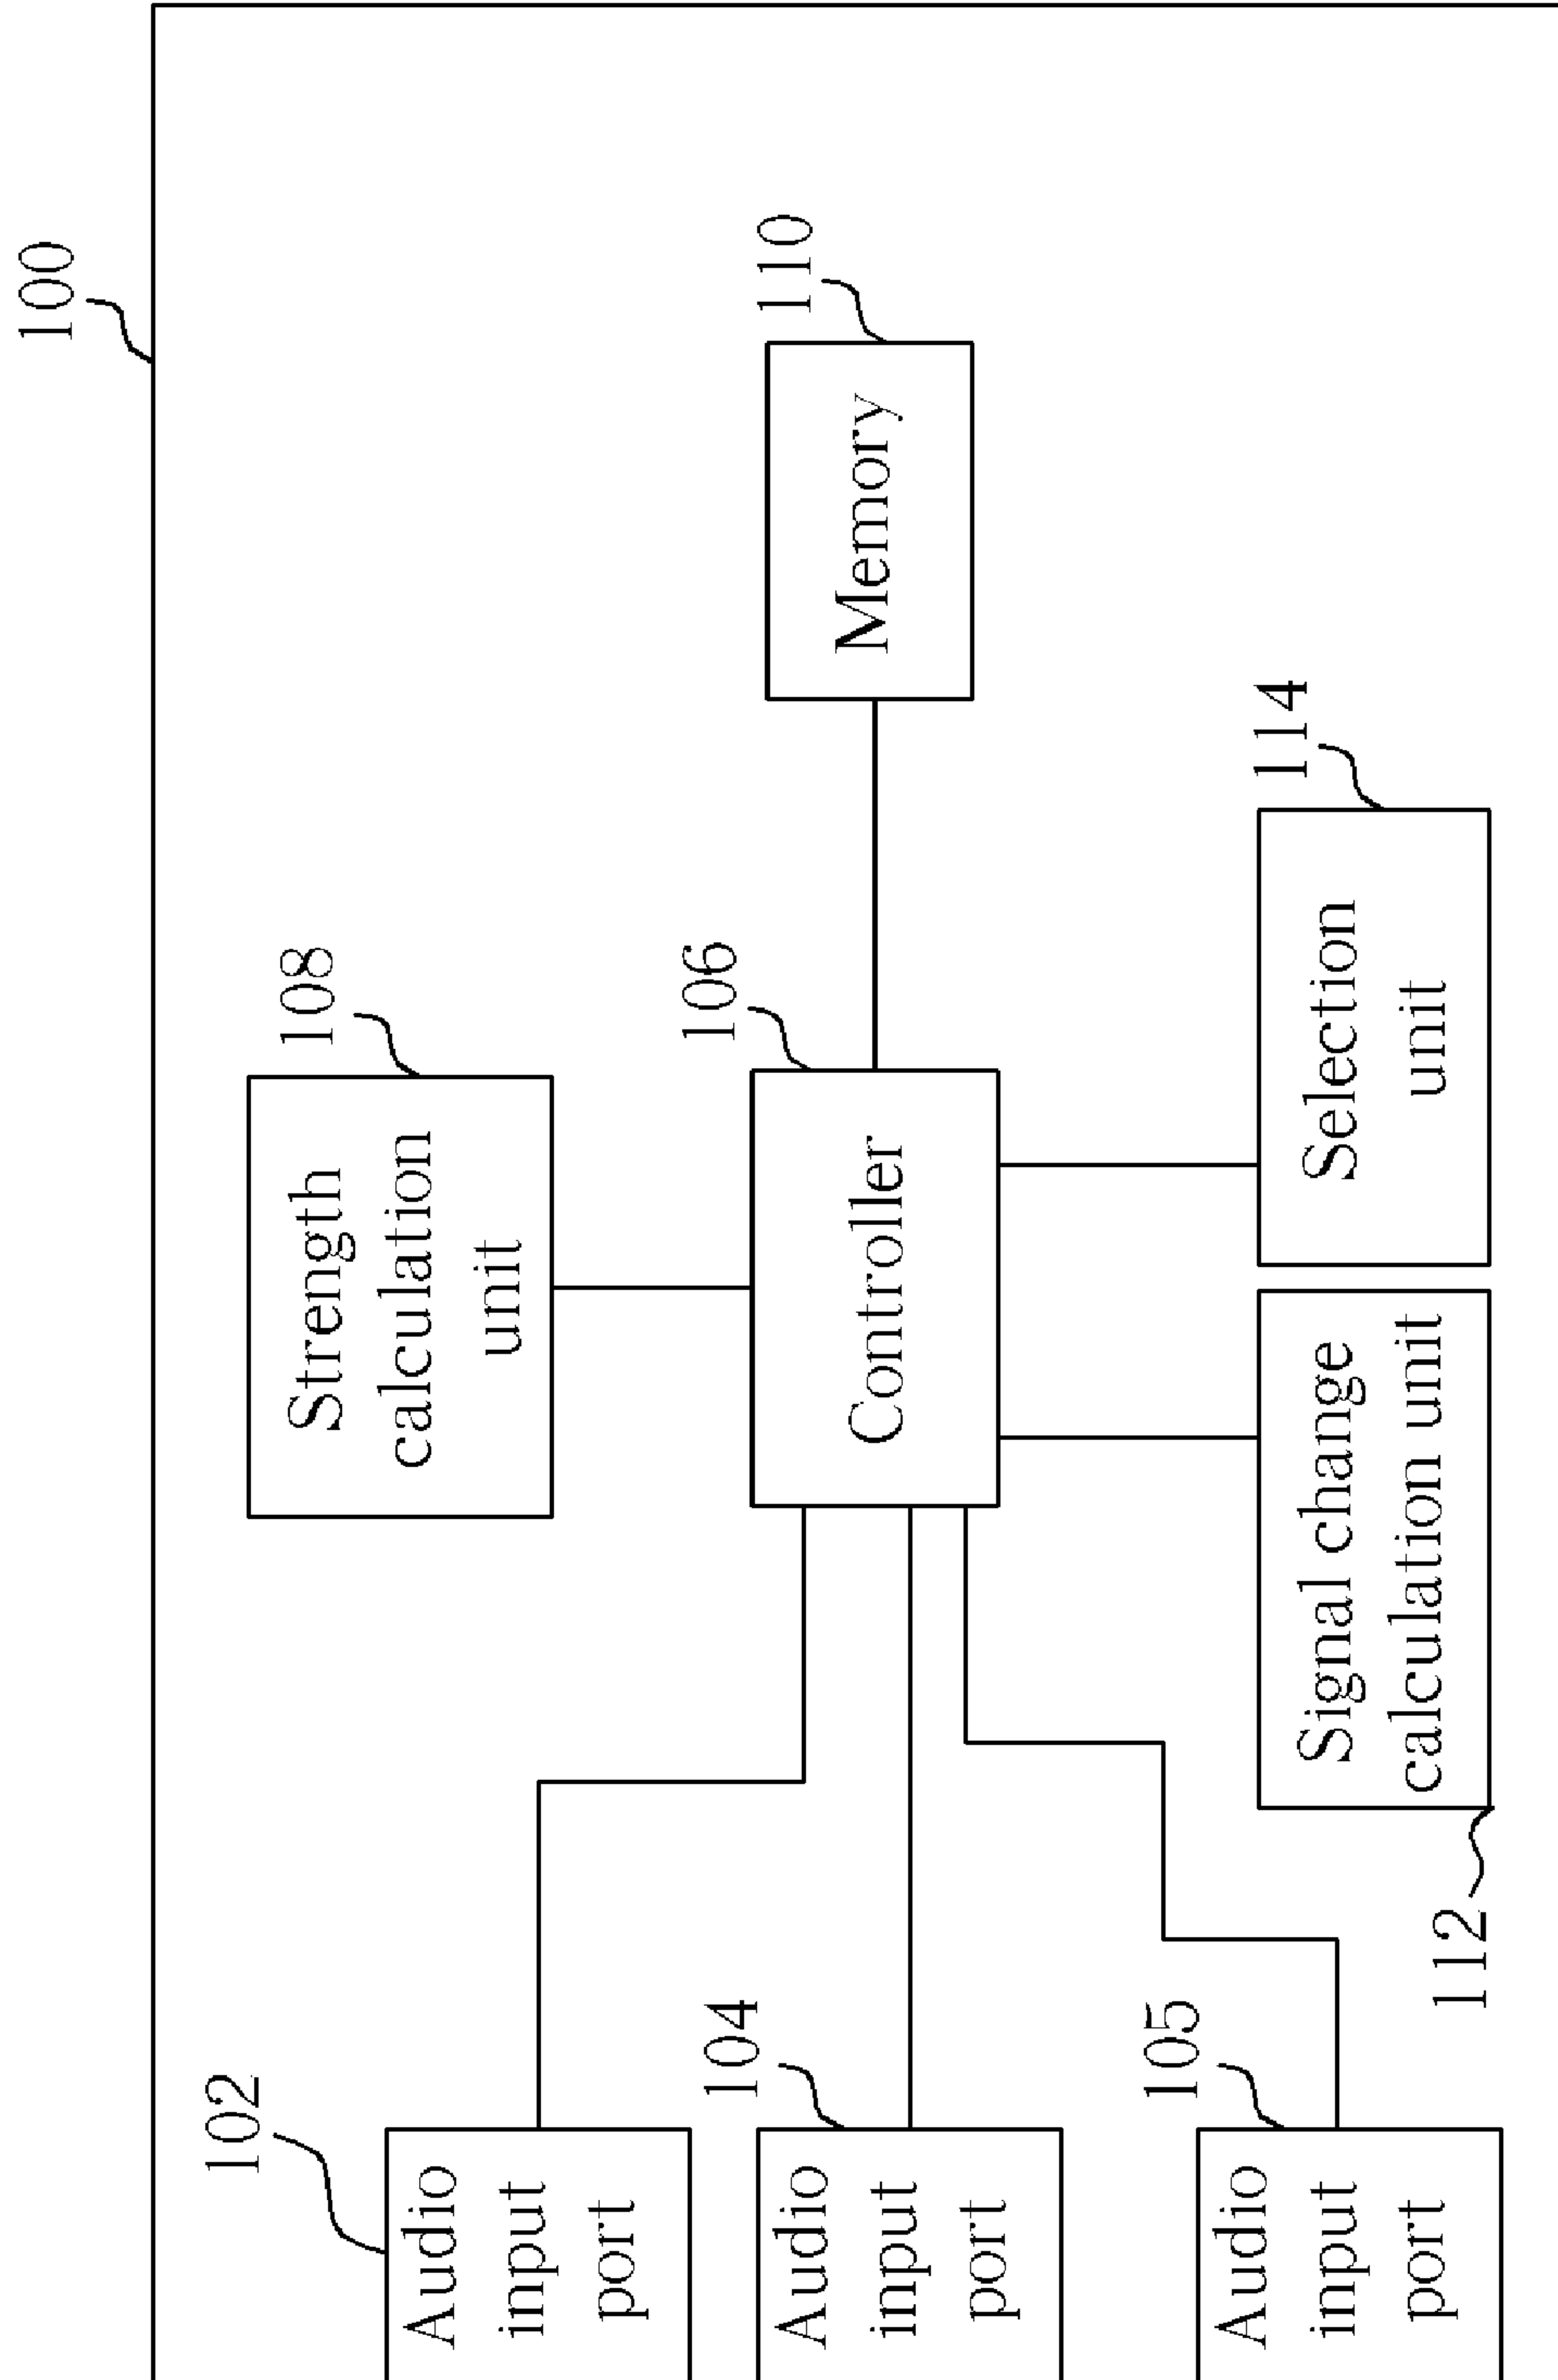 100
108
Strength
calculation
unit
102
Audio
input
port
104
Audio
input
port
106
Controller
110
Memory
105
Audio
input
port
112
Signal change
calculation unit
114
Selection
unit